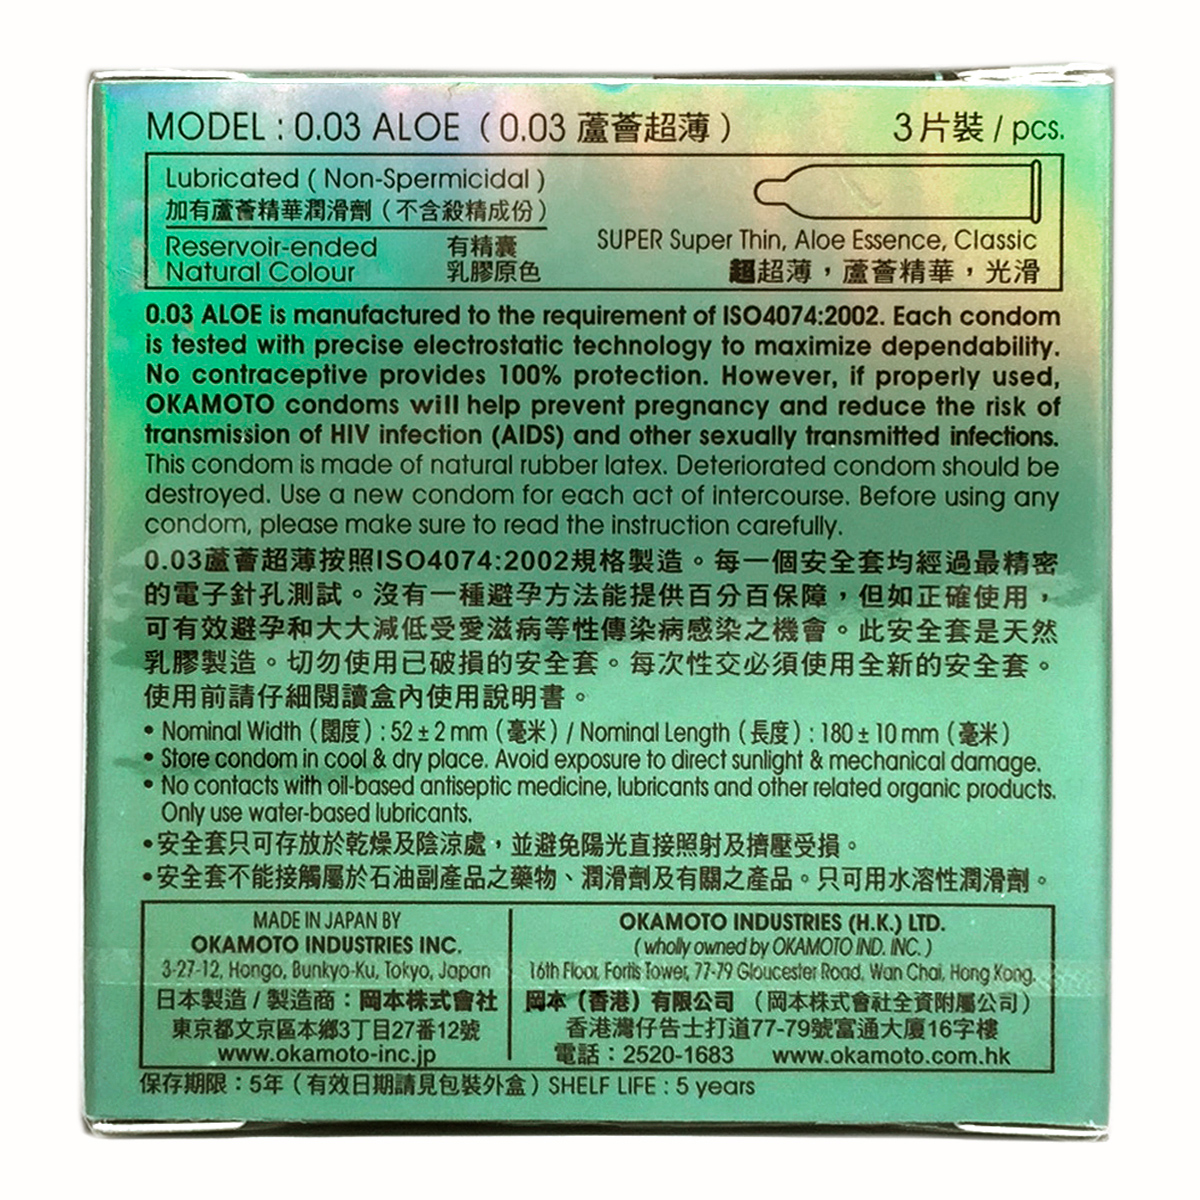 MODEL : 0.03 ALOE ( 0.03 蘆薈超薄 )
3片裝 / pcs.
Lubricated ( Non-Spermicidal )
加有蘆薈精華潤滑劑（不含殺精成份）
Reservoir-ended 有精囊
Natural Colour 乳膠原色
SUPER Super Thin, Aloe Essence, Classic
超超薄，蘆薈精華，光滑
0.03 ALOE is manufactured to the requirement of ISO4074:2002. Each condom
is tested with precise electrostatic technology to maximize dependability.
No contraceptive provides 100% protection. However, if properly used,
OKAMOTO condoms will help prevent pregnancy and reduce the risk of
transmission of HIV infection (AIDS) and other sexually transmitted infections.
This condom is made of natural rubber latex. Deteriorated condom should be
destroyed. Use a new condom for each act of intercourse. Before using any
condom, please make sure to read the instruction carefully.
0.03蘆薈超薄按照ISO4074:2002規格製造。每一個安全套均經過最精密
的電子針孔測試。沒有一種避孕方法能提供百分百保障，但如正確使用，
可有效避孕和大大減低受愛滋病等性傳染病感染之機會。此安全套是天然
乳膠製造。切勿使用已破損的安全套。每次性交必須使用全新的安全套。
使用前請仔細閱讀盒內使用說明書。
• Nominal Width（闊度）: 52 ± 2 mm（毫米）/ Nominal Length（長度）: 180 ± 10 mm（毫米）
• Store condom in cool & dry place. Avoid exposure to direct sunlight & mechanical damage.
• No contacts with oil-based antiseptic medicine, lubricants and other related organic products.
Only use water-based lubricants.
•安全套只可存放於乾燥及陰涼處，並避免陽光直接照射及擠壓受損。
•安全套不能接觸屬於石油副產品之藥物、潤滑劑及有關之產品。只可用水溶性潤滑劑。
MADE IN JAPAN BY
OKAMOTO INDUSTRIES INC.
3-27-12, Hongo, Bunkyo-Ku, Tokyo, Japan
日本製造 / 製造商：岡本株式會社
東京都文京區本鄉3丁目27番12號
www.okamoto-inc.jp
OKAMOTO INDUSTRIES (H.K.) LTD.
( wholly owned by OKAMOTO IND. INC. )
16th Floor, Fortis Tower, 77-79 Gloucester Road, Wan Chai, Hong Kong.
岡本（香港）有限公司 （岡本株式會社全資附屬公司）
香港灣仔告士打道77-79號富通大廈16字樓
電話：2520-1683 www.okamoto.com.hk
保存期限：5年（有效日期請見包裝外盒）SHELF LIFE : 5 years